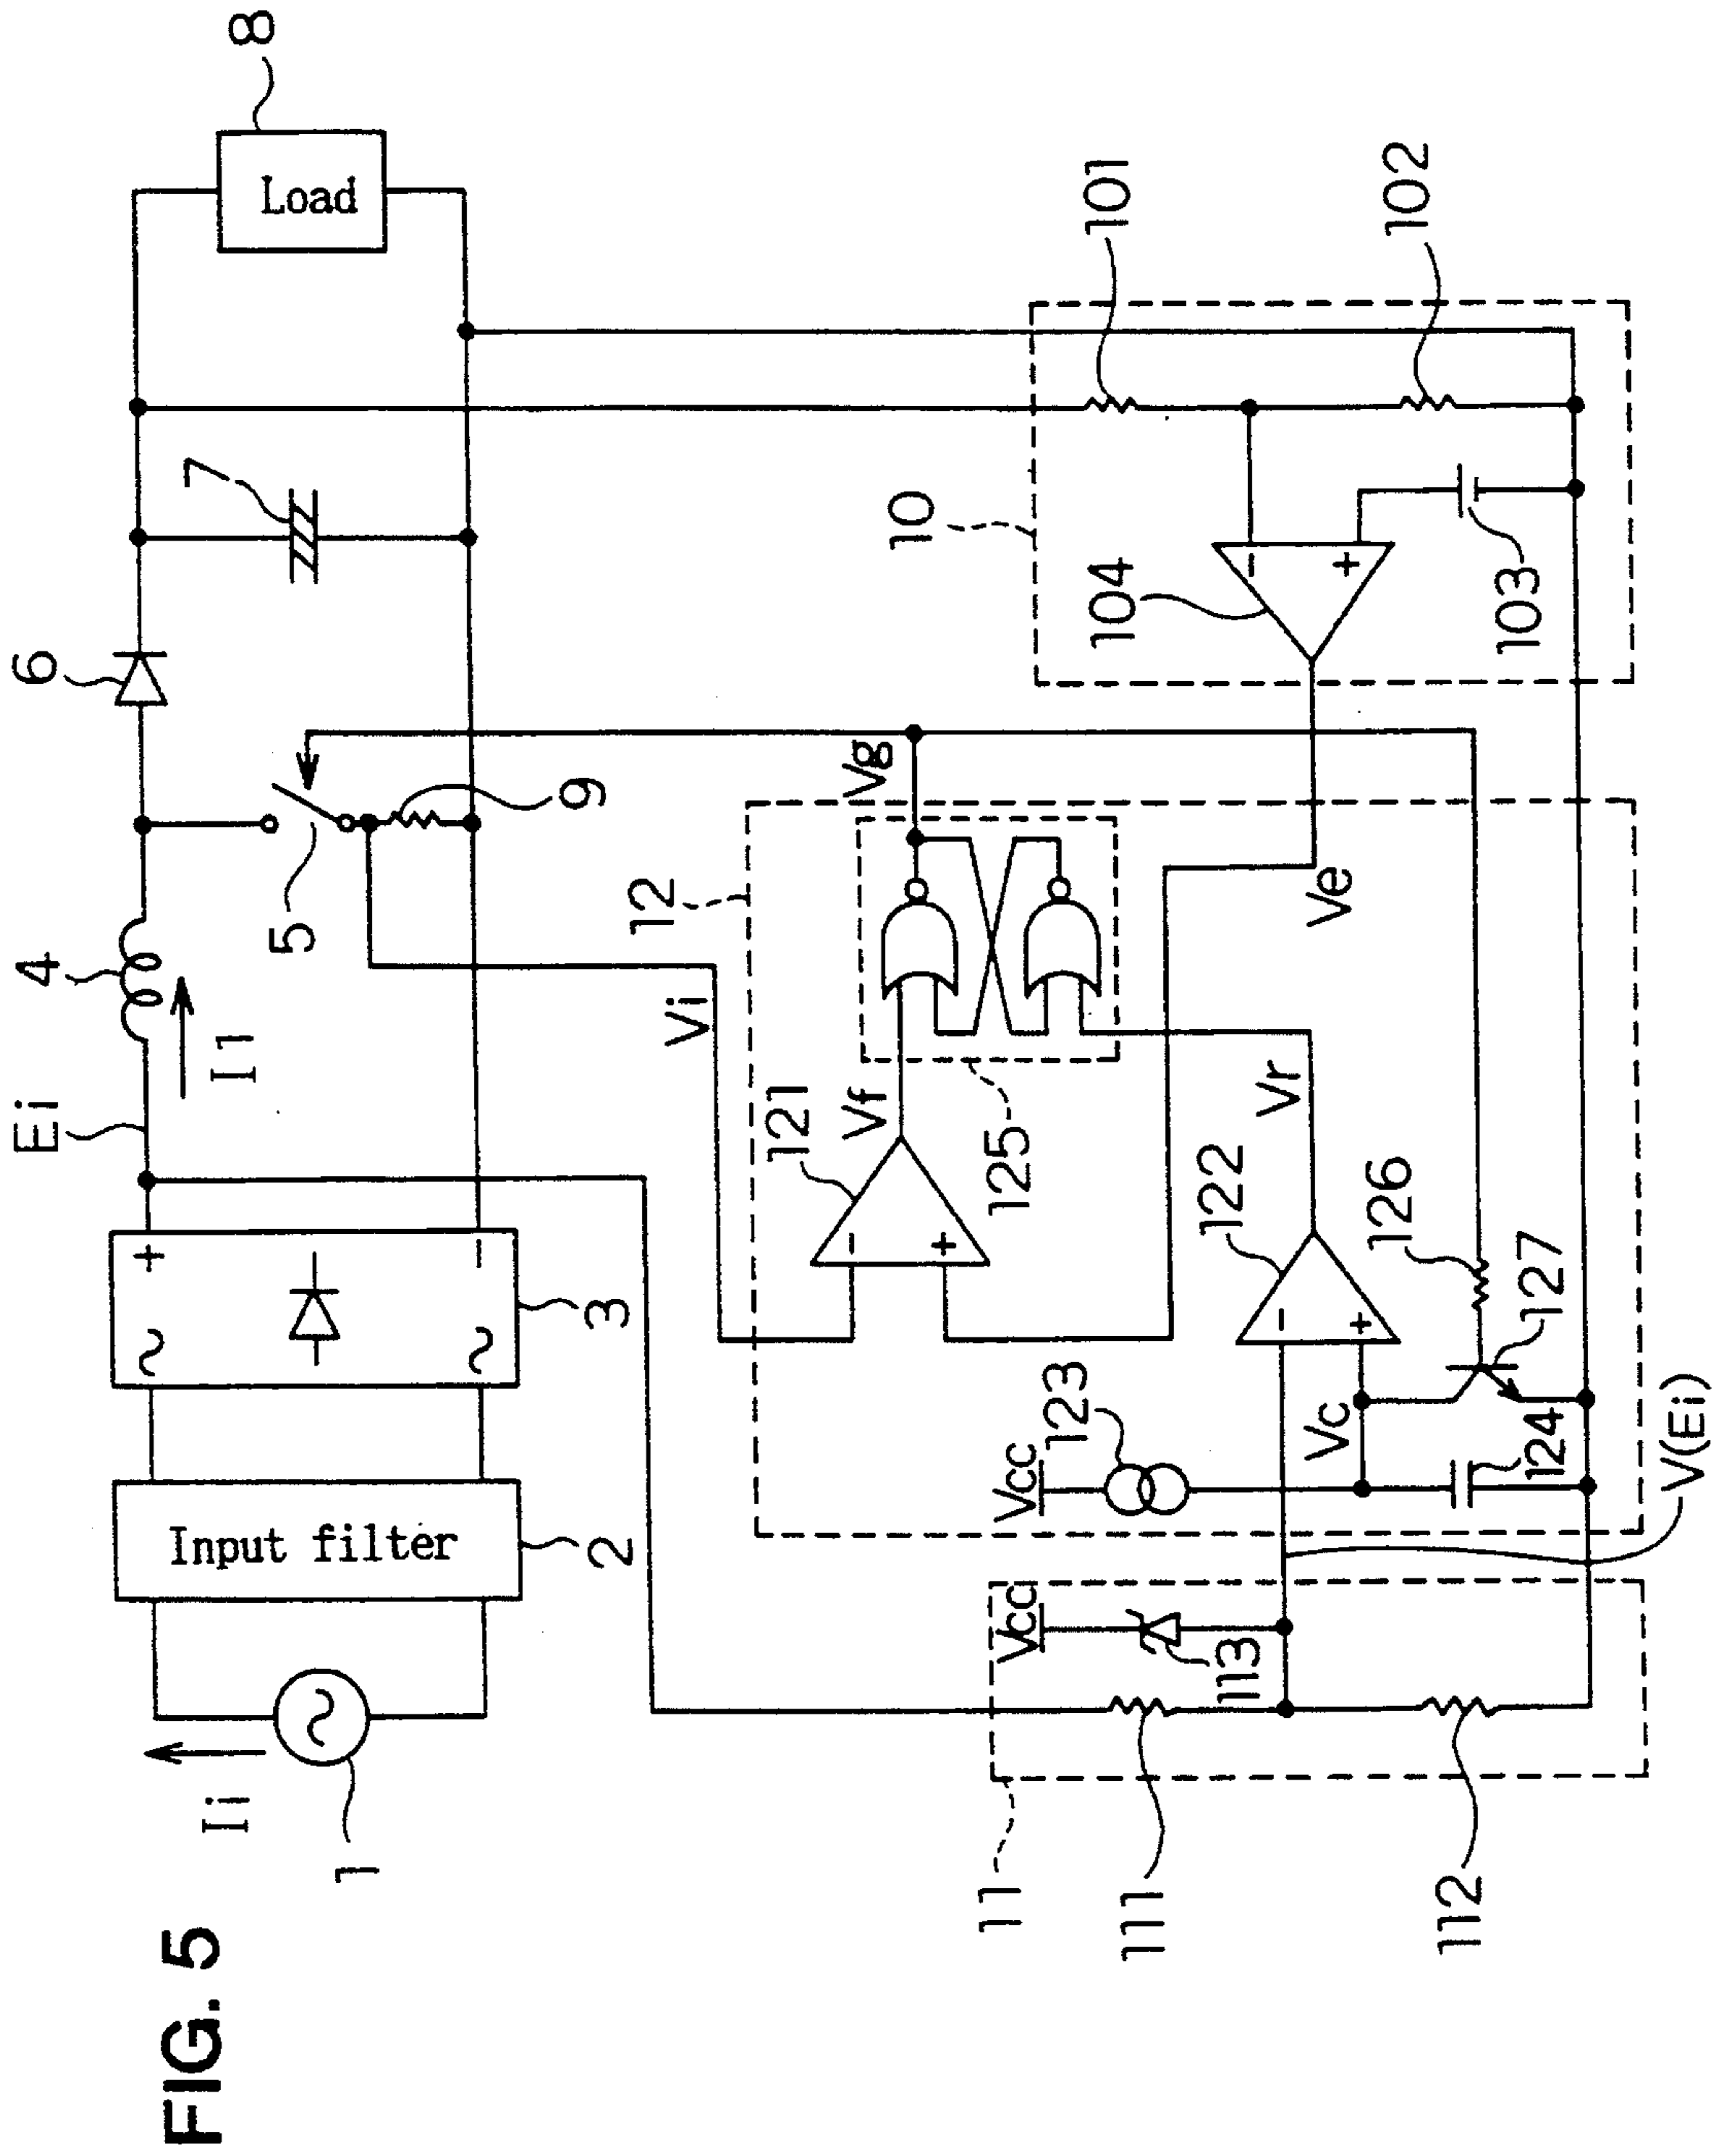 FIG. 5
Ii
1
Input filter
2
3
+
−
Ei
I1
4
5
6
7
Load
8
9
Vi
Vg
12
10
101
102
103
104
−
+
Ve
121
Vf
−
+
125
122
Vr
−
+
126
127
Vcc
123
Vc
124
V(Ei)
Vcc
113
11
111
112